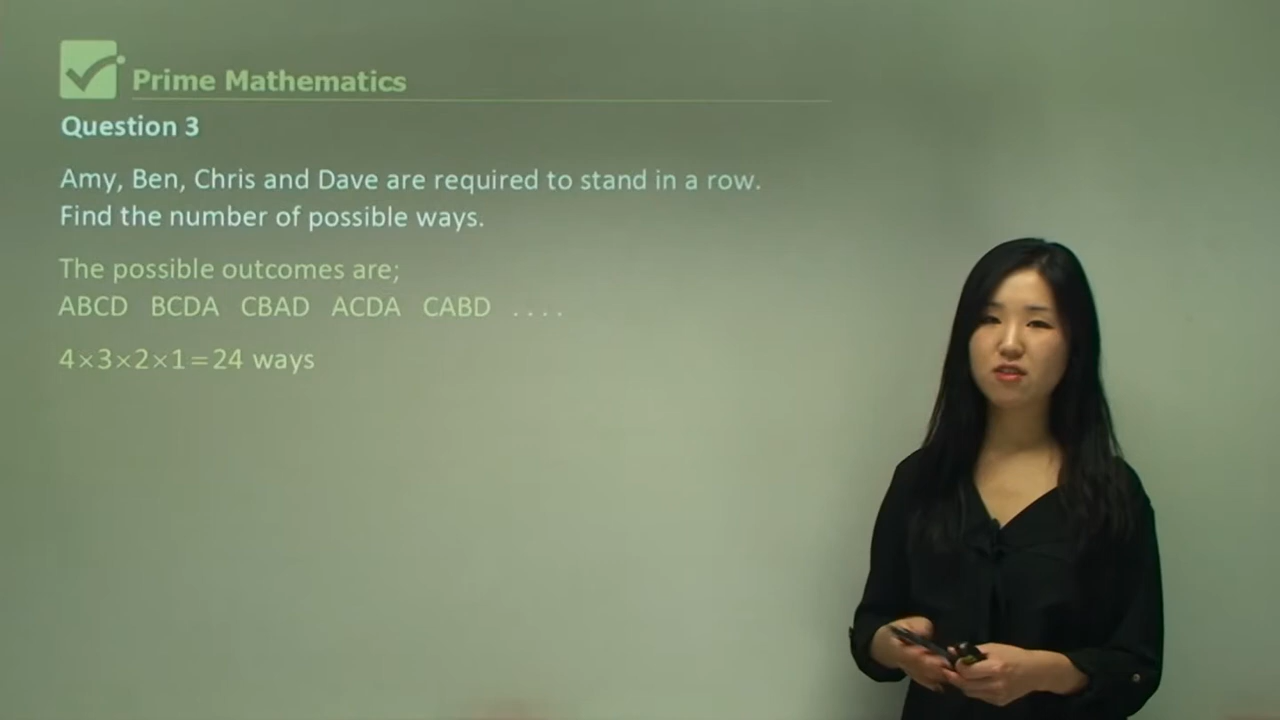 Prime Mathematics
Question 3
Amy, Ben, Chris and Dave are required to stand in a row.
Find the number of possible ways.
The possible outcomes are;
ABCD BCDA CBAD ACDA CABD ....
4×3×2×1=24 ways